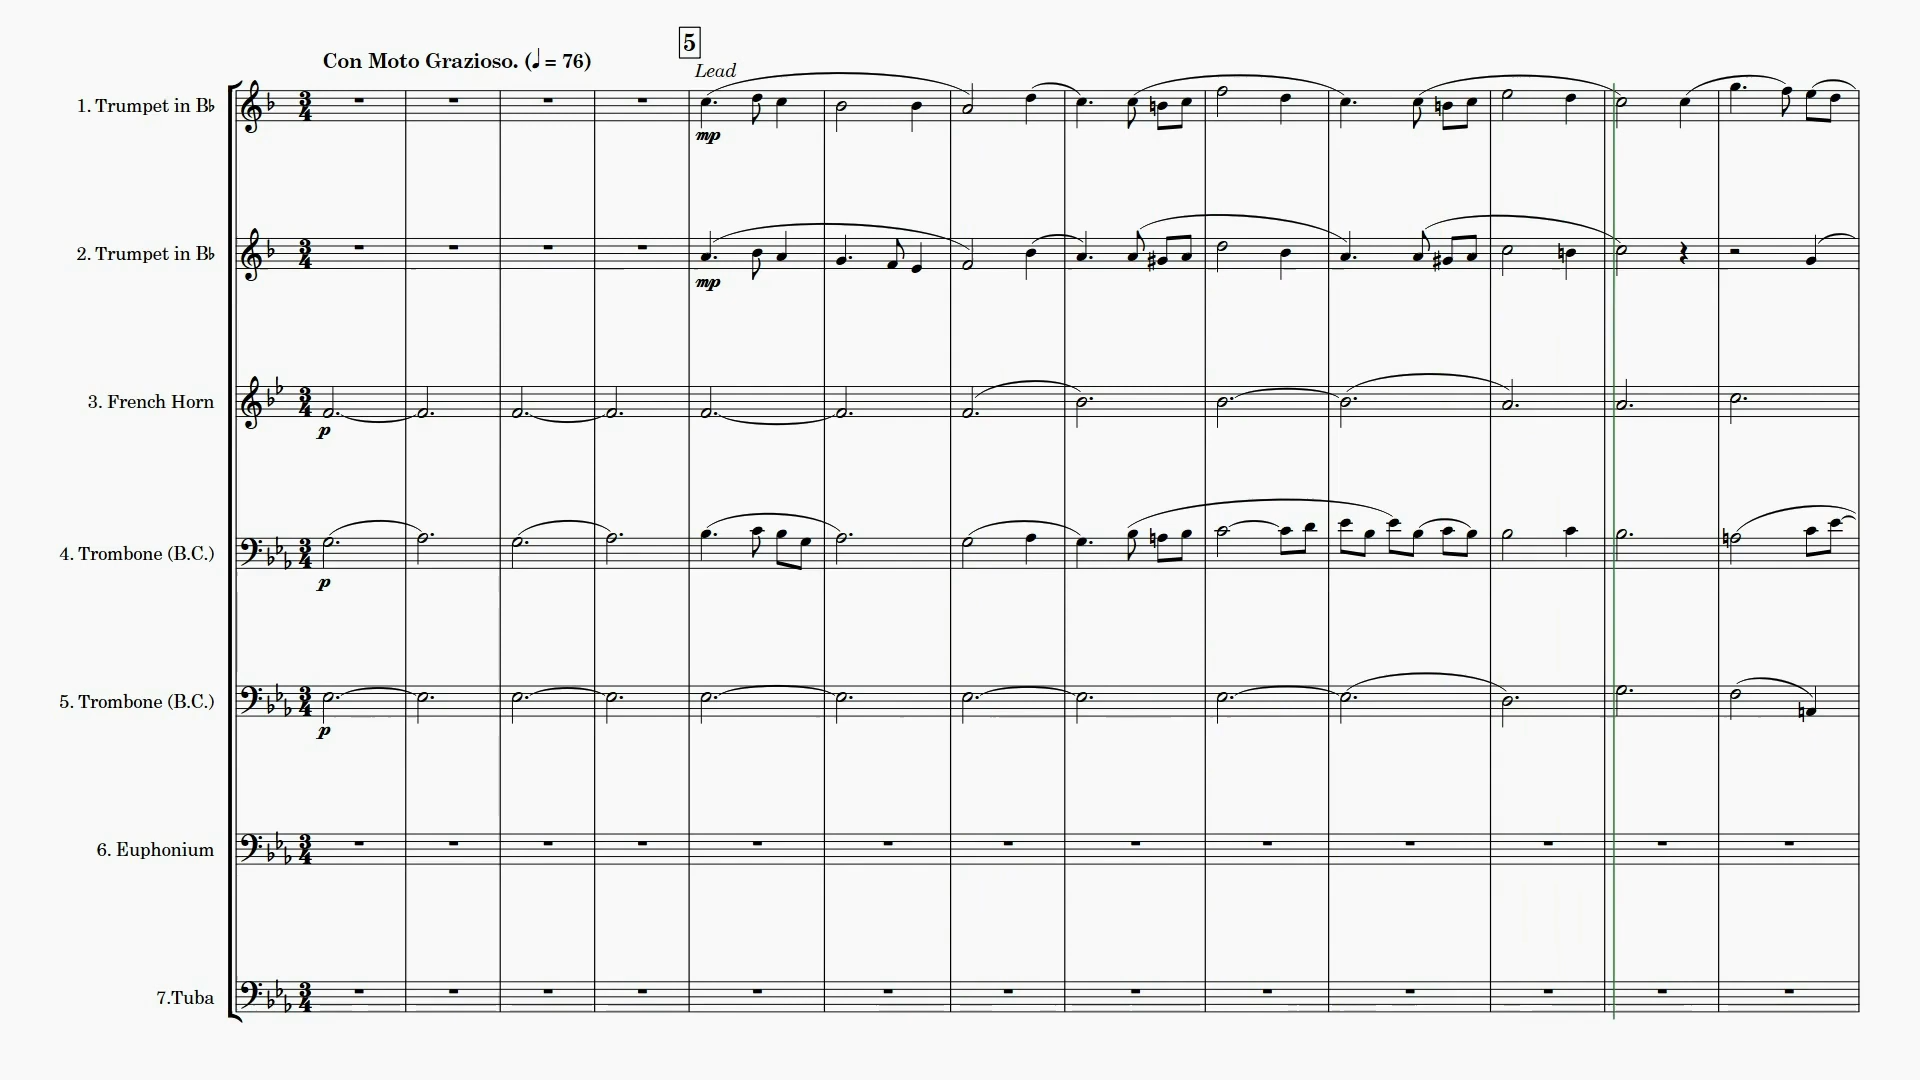 5
Con Moto Grazioso. (♩= 76)
Lead
1. Trumpet in B♭
mp
2. Trumpet in B♭
mp
3. French Horn
p
4. Trombone (B.C.)
p
5. Trombone (B.C.)
p
6. Euphonium
7.Tuba